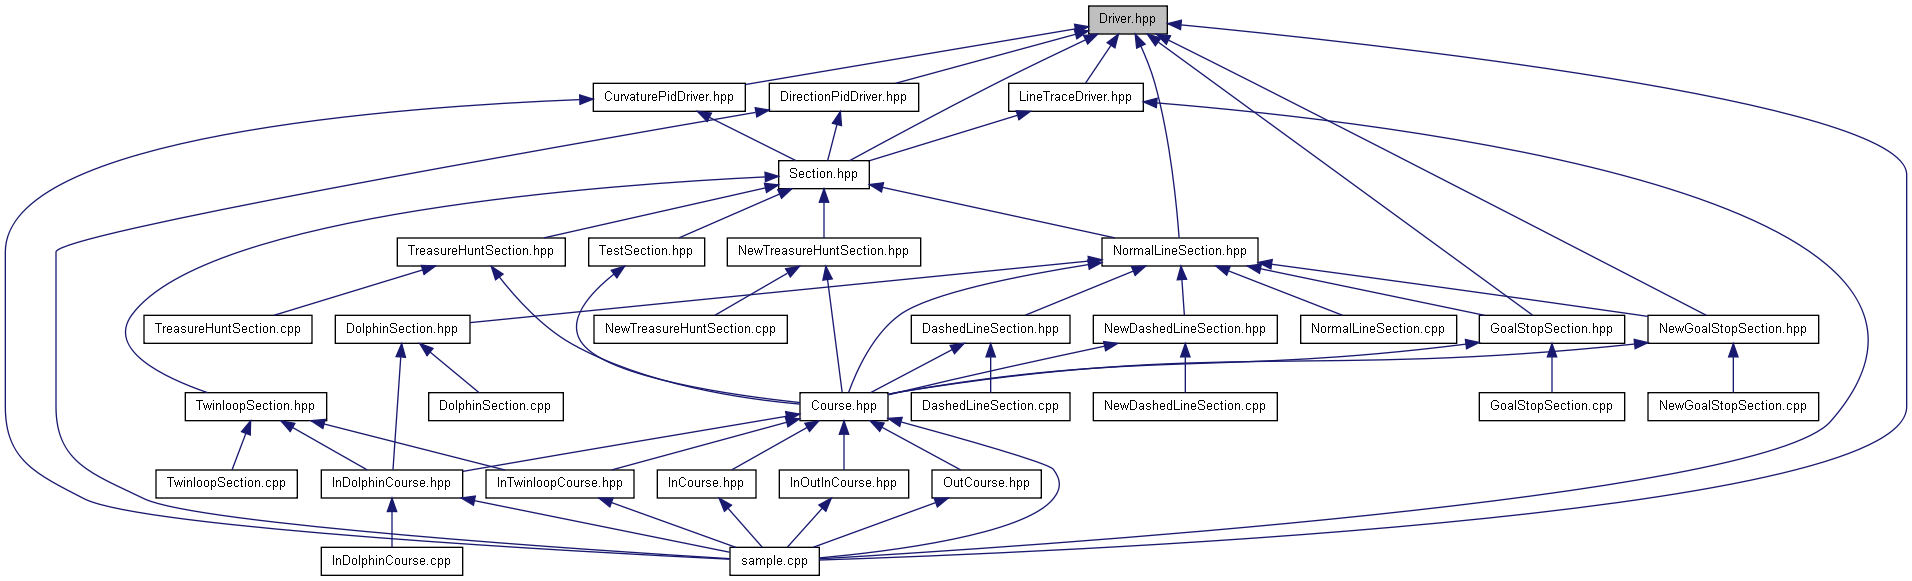 Driver.hpp
CurvaturePidDriver.hpp
DirectionPidDriver.hpp
LineTraceDriver.hpp
Section.hpp
TreasureHuntSection.hpp
TestSection.hpp
NewTreasureHuntSection.hpp
NormalLineSection.hpp
TreasureHuntSection.cpp
DolphinSection.hpp
NewTreasureHuntSection.cpp
DashedLineSection.hpp
NewDashedLineSection.hpp
NormalLineSection.cpp
GoalStopSection.hpp
NewGoalStopSection.hpp
TwinloopSection.hpp
DolphinSection.cpp
Course.hpp
DashedLineSection.cpp
NewDashedLineSection.cpp
GoalStopSection.cpp
NewGoalStopSection.cpp
TwinloopSection.cpp
InDolphinCourse.hpp
InTwinloopCourse.hpp
InCourse.hpp
InOutInCourse.hpp
OutCourse.hpp
InDolphinCourse.cpp
sample.cpp